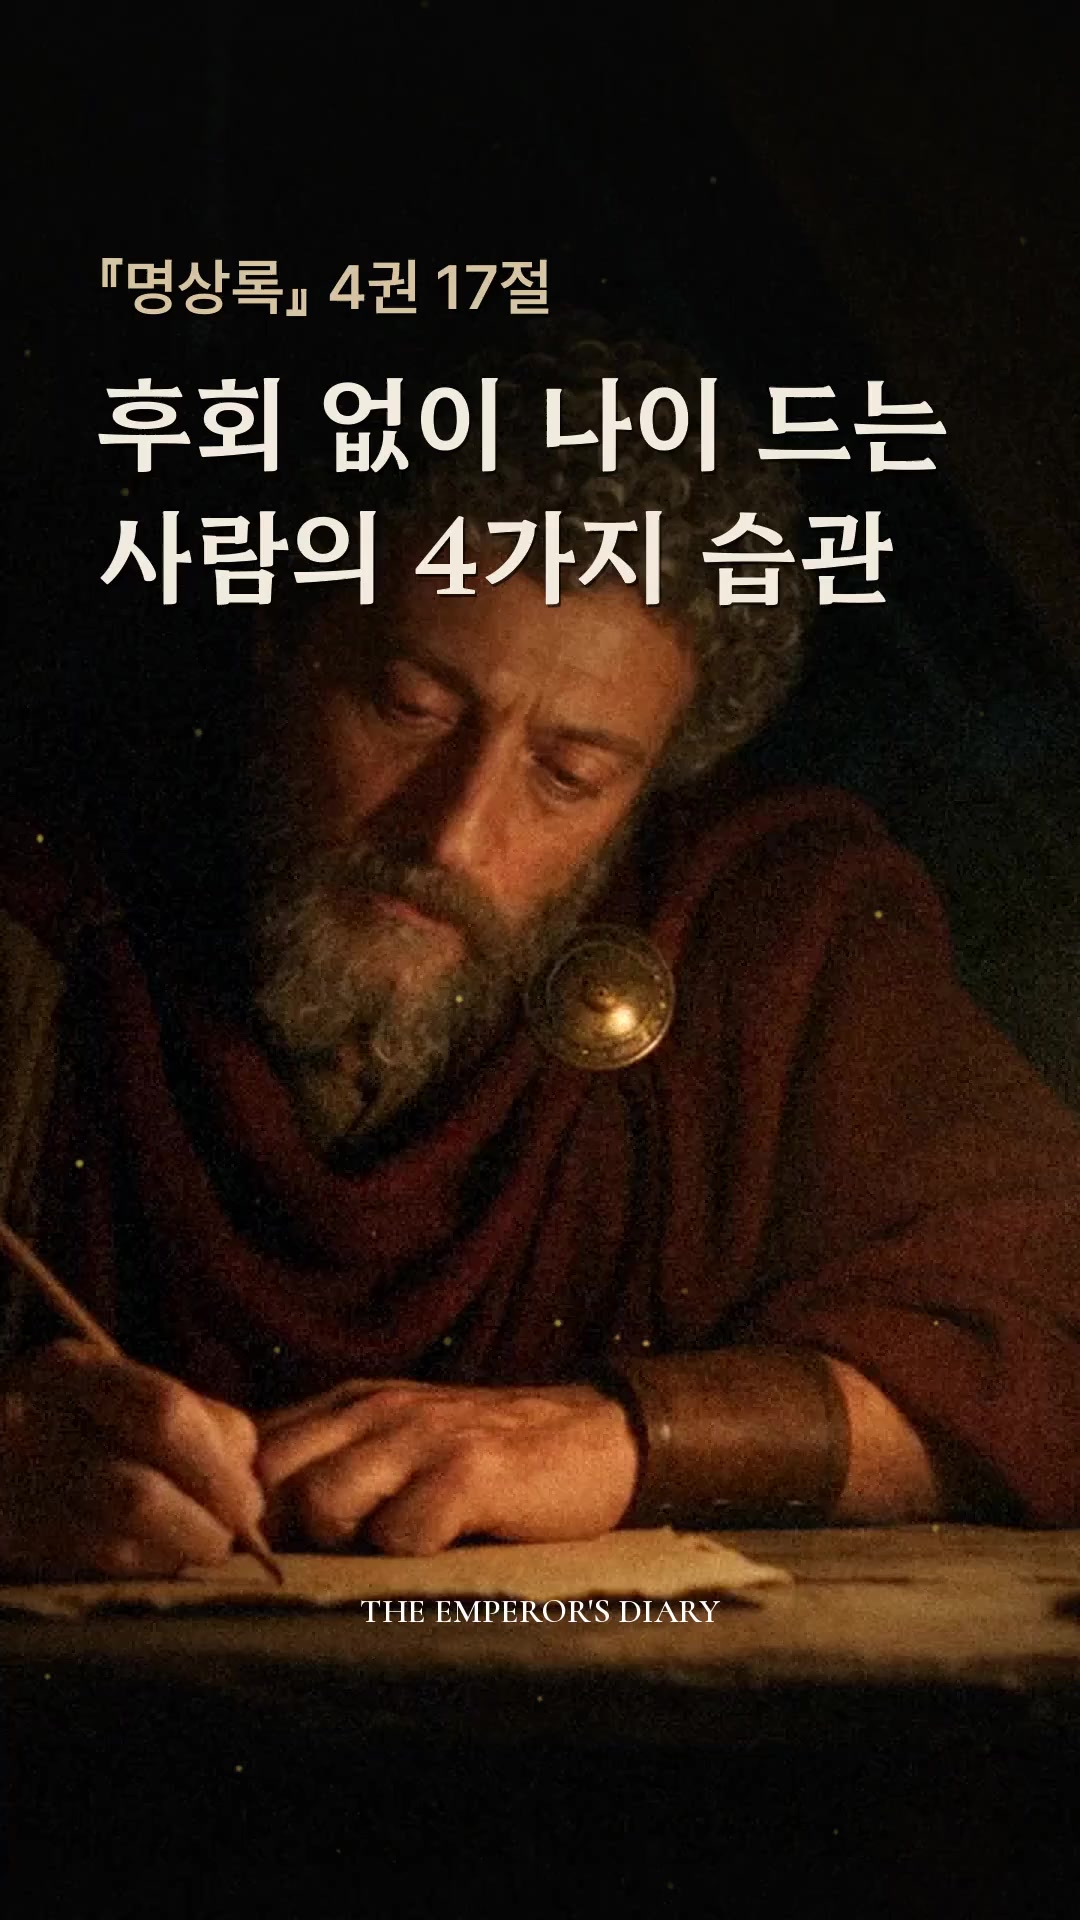 『명상록』 4권 17절
후회 없이 나이 드는
사람의 4가지 습관
THE EMPEROR'S DIARY